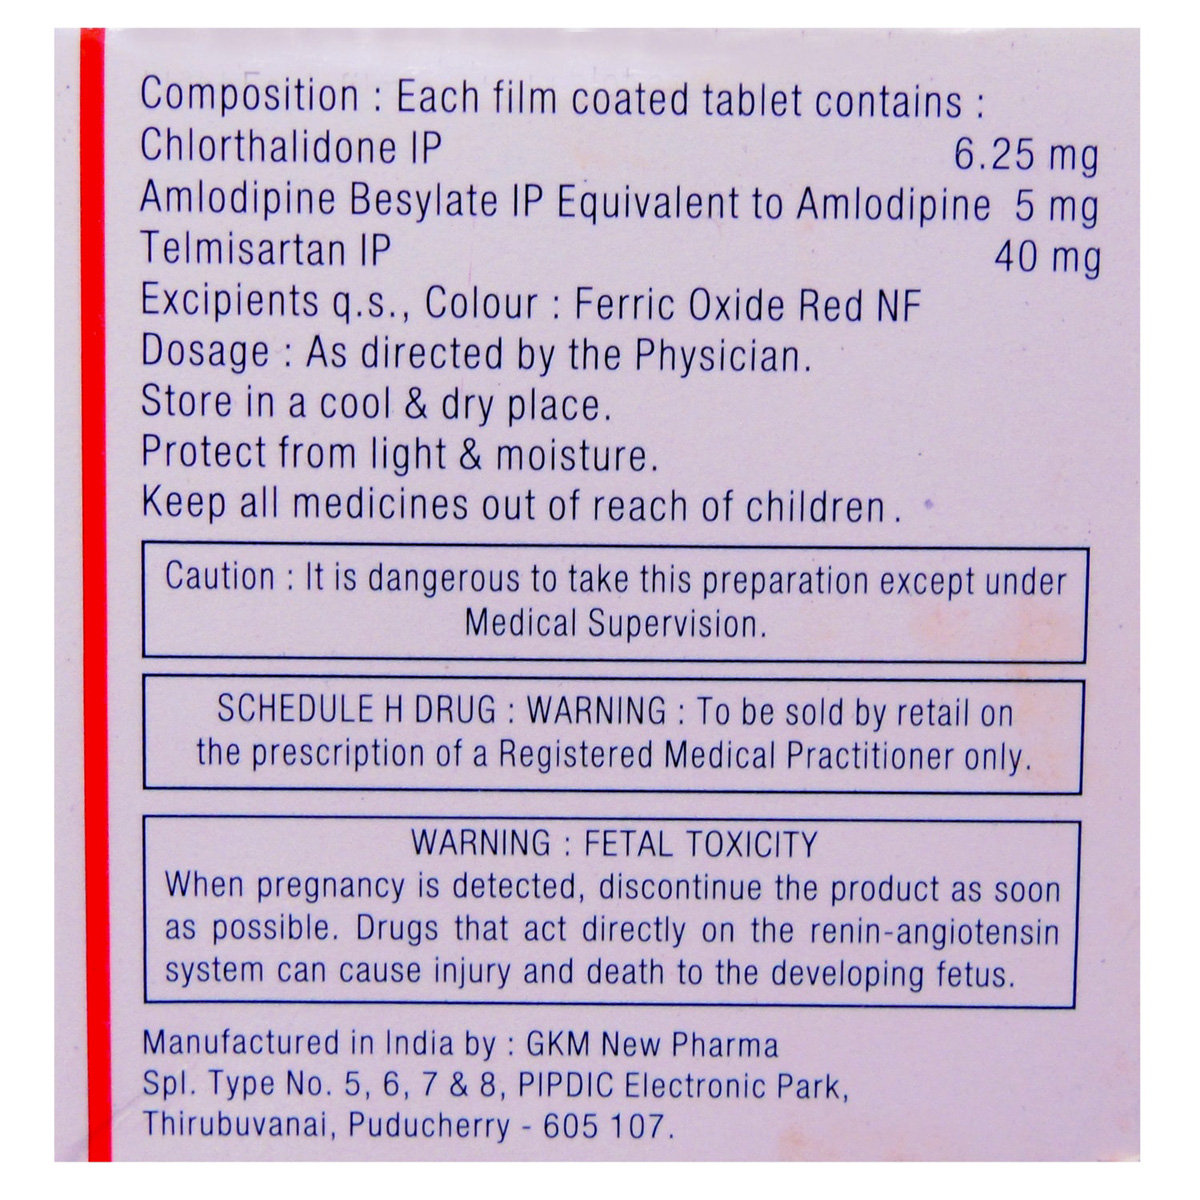 Composition : Each film coated tablet contains :
Chlorthalidone IP 6.25 mg
Amlodipine Besylate IP Equivalent to Amlodipine 5 mg
Telmisartan IP 40 mg
Excipients q.s., Colour : Ferric Oxide Red NF
Dosage : As directed by the Physician.
Store in a cool & dry place.
Protect from light & moisture.
Keep all medicines out of reach of children.
Caution : It is dangerous to take this preparation except under
Medical Supervision.
SCHEDULE H DRUG : WARNING : To be sold by retail on
the prescription of a Registered Medical Practitioner only.
WARNING : FETAL TOXICITY
When pregnancy is detected, discontinue the product as soon
as possible. Drugs that act directly on the renin-angiotensin
system can cause injury and death to the developing fetus.
Manufactured in India by : GKM New Pharma
Spl. Type No. 5, 6, 7 & 8, PIPDIC Electronic Park,
Thirubuvanai, Puducherry - 605 107.